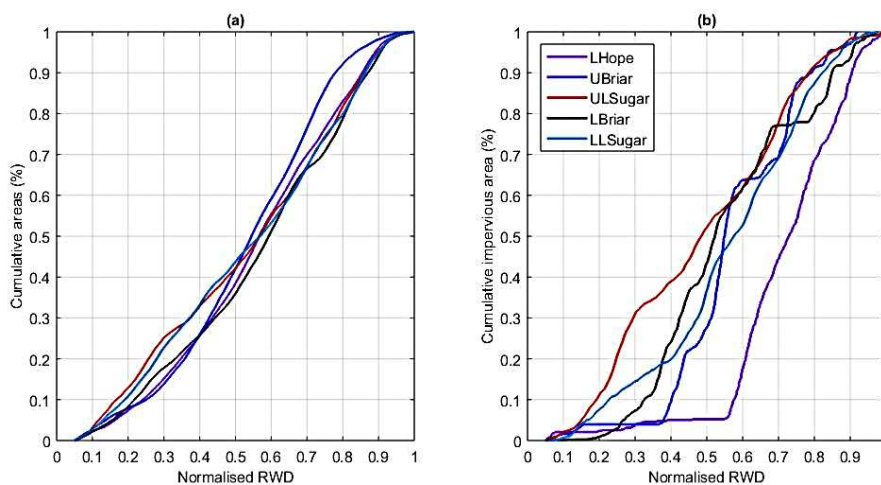 (a)
1
0.9
0.8
0.7
0.6
0.5
0.4
0.3
0.2
0.1
0
Cumulative areas (%)
0 0.1 0.2 0.3 0.4 0.5 0.6 0.7 0.8 0.9 1
Normalised RWD
(b)
1
0.9
0.8
0.7
0.6
0.5
0.4
0.3
0.2
0.1
0
Cumulative impervious area (%)
LHope
UBriar
ULSugar
LBriar
LLSugar
0 0.1 0.2 0.3 0.4 0.5 0.6 0.7 0.8 0.9
Normalised RWD